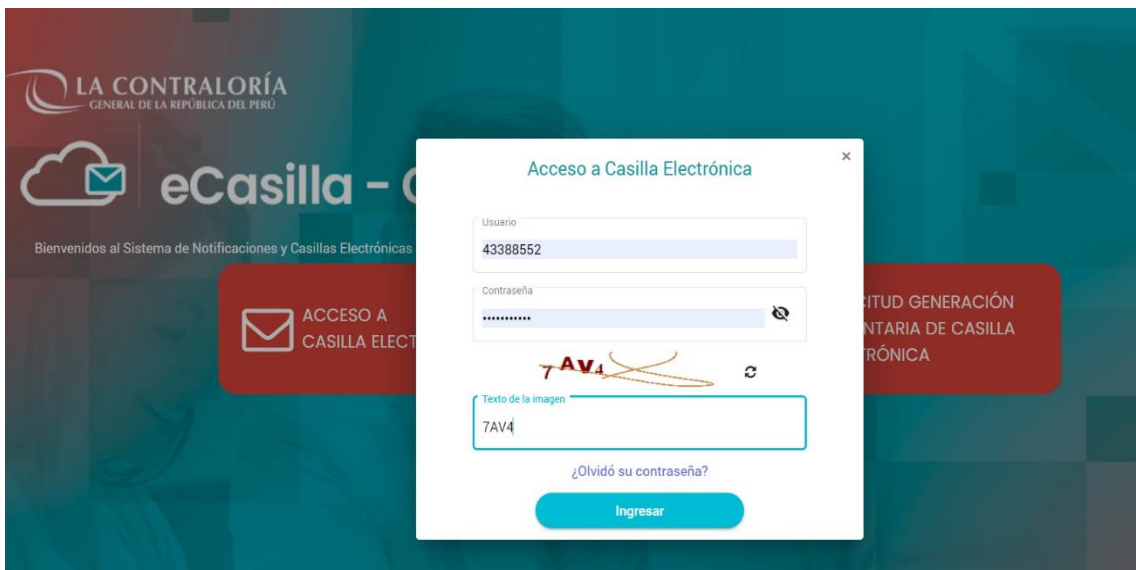 LA CONTRALORÍA
GENERAL DE LA REPÚBLICA DEL PERÚ
eCasilla -
Bienvenidos al Sistema de Notificaciones y Casillas Electrónicas
ACCESO A
CASILLA ELECT
Acceso a Casilla Electrónica
×
Usuario
43388552
Contraseña
•••••••••••
7AV4
Texto de la imagen
7AV4
¿Olvidó su contraseña?
Ingresar
CITUD GENERACIÓN
NTARIA DE CASILLA
TRÓNICA